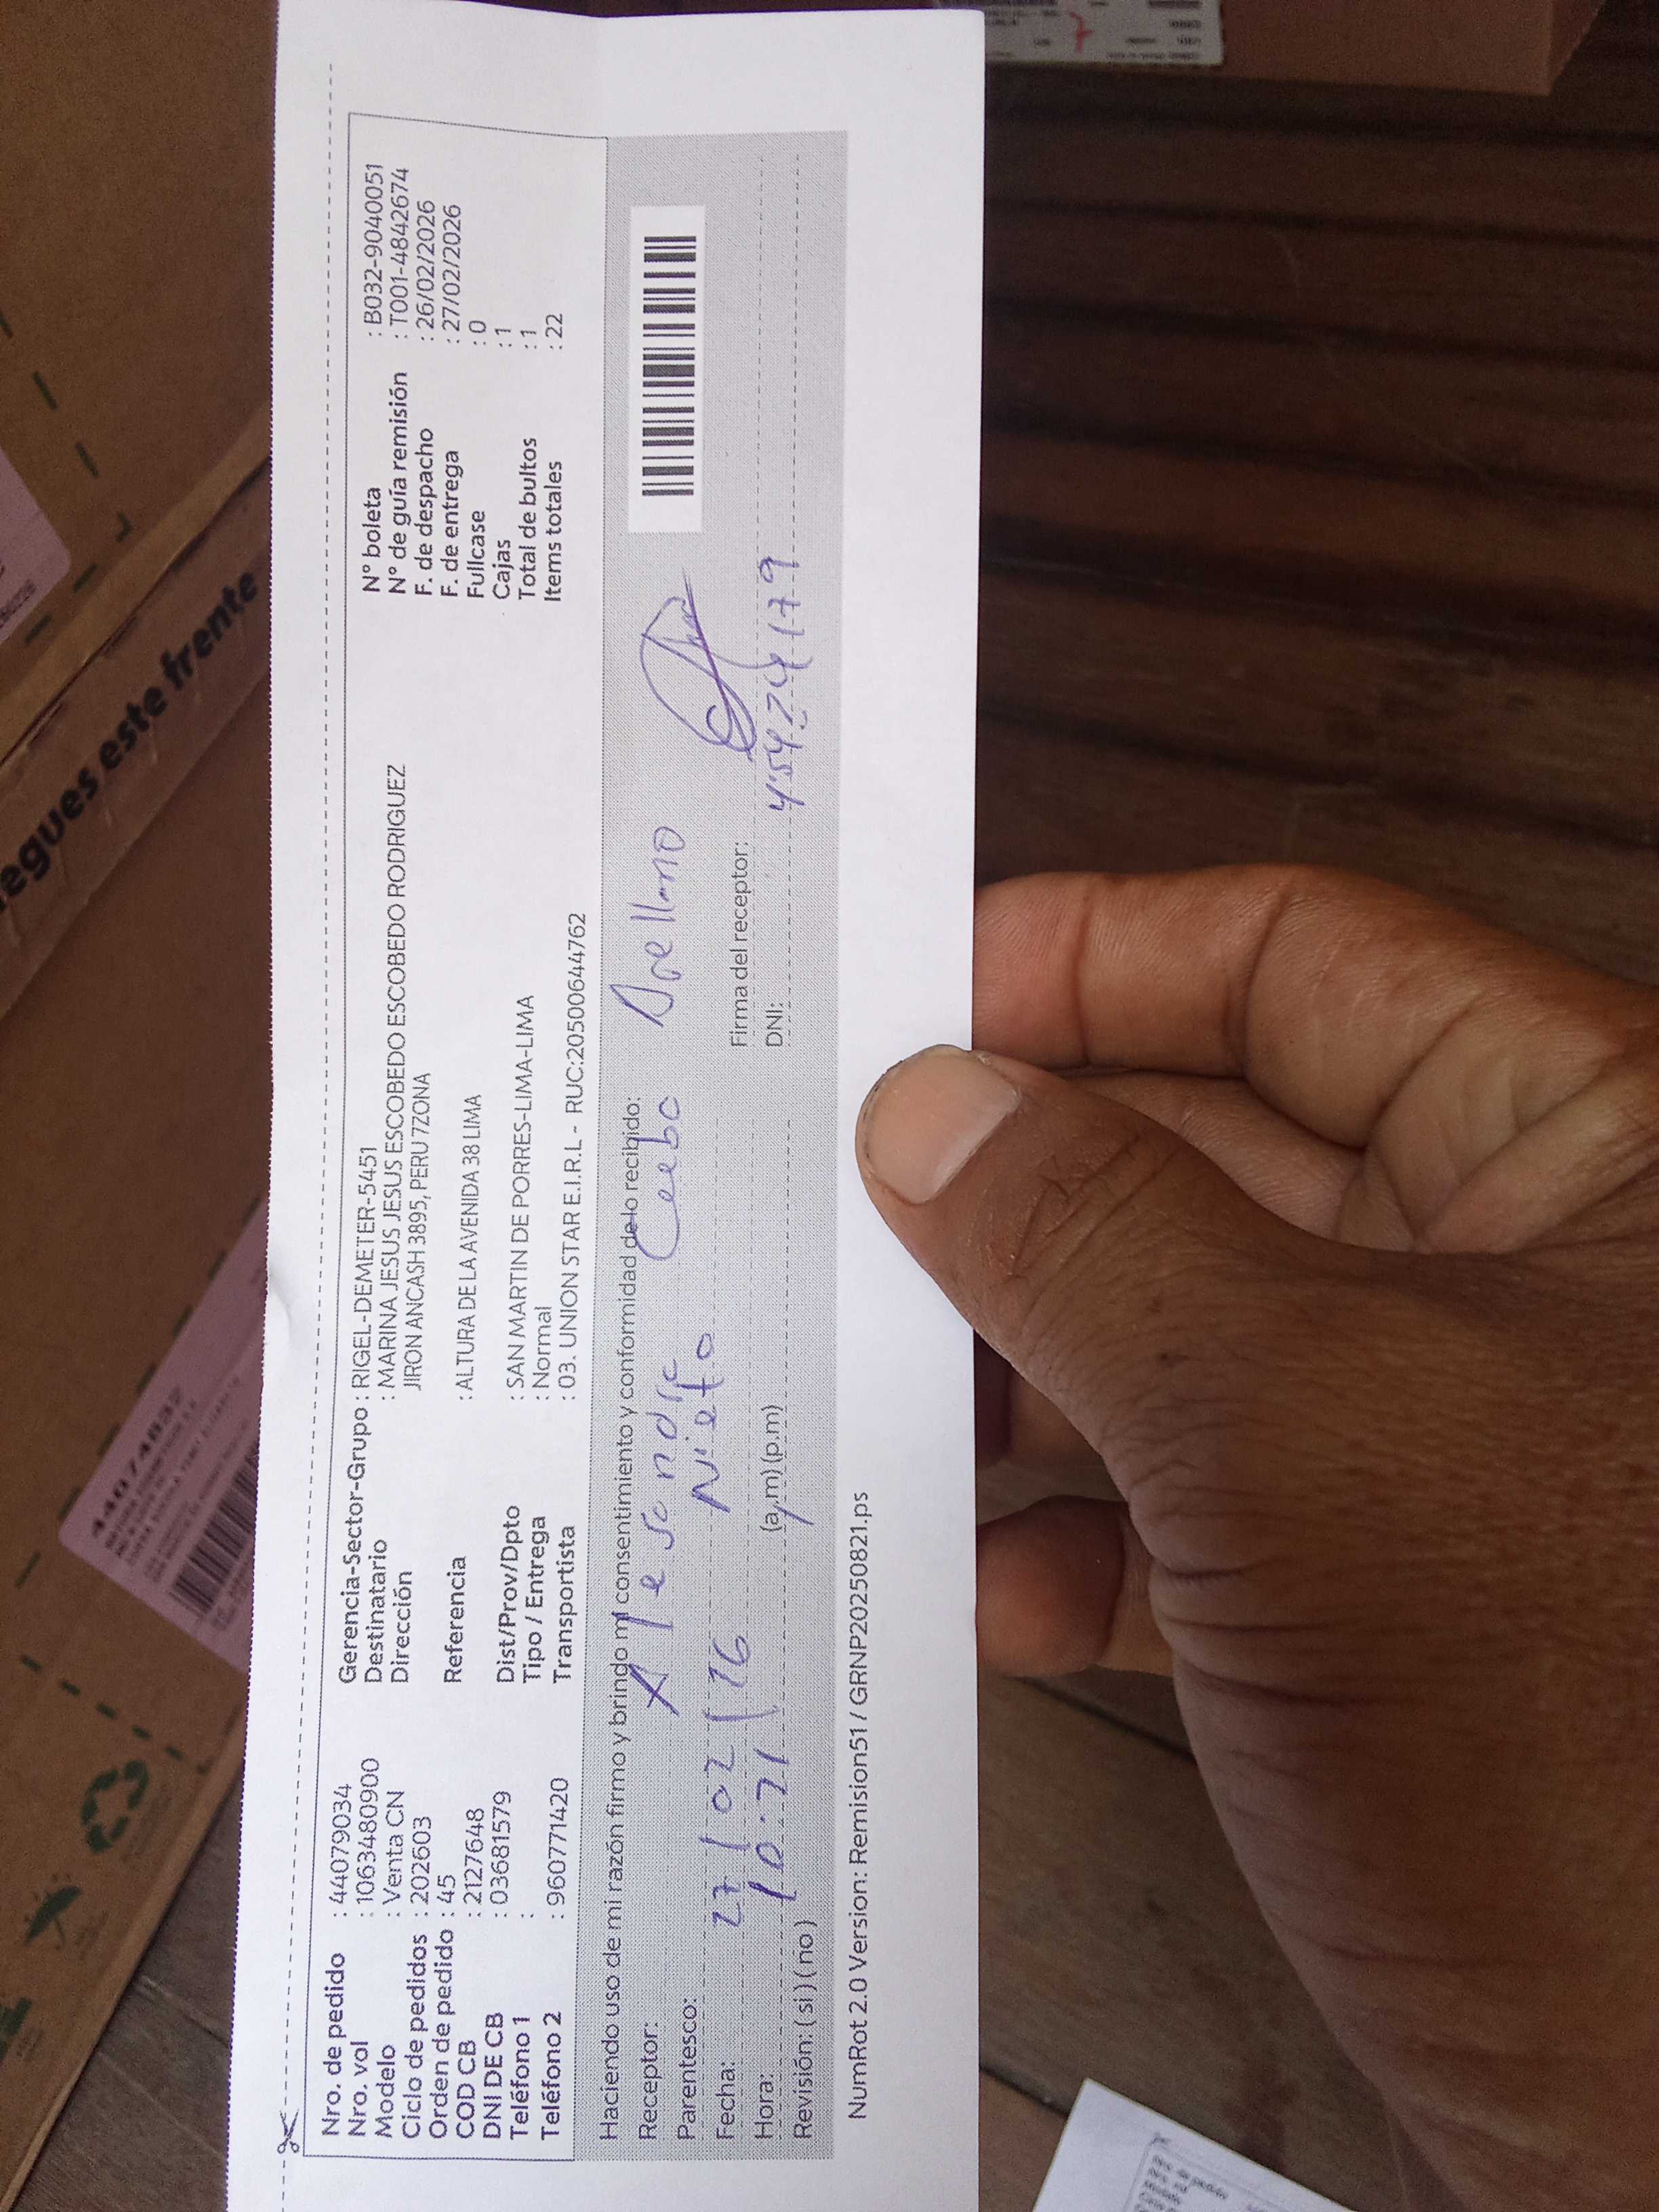 Nro. de pedido : 44079034
Nro. vol : 1063480900
Modelo : Venta CN
Ciclo de pedidos : 202603
Orden de pedido : 45
COD CB : 2127648
DNI DE CB : 03681579
Teléfono 1 :
Teléfono 2 : 960771420
Gerencia-Sector-Grupo : RIGEL-DEMETER-5451
Destinatario : MARINA JESUS JESUS ESCOBEDO ESCOBEDO RODRIGUEZ
Dirección JIRON ANCASH 3895, PERU 7ZONA
Referencia : ALTURA DE LA AVENIDA 38 LIMA
Dist/Prov/Dpto : SAN MARTIN DE PORRES-LIMA-LIMA
Tipo / Entrega : Normal
Transportista : 03. UNION STAR E.I.R.L - RUC:20500644762
N° boleta : B032-9040051
N° de guía remisión : T001-4842674
F. de despacho : 26/02/2026
F. de entrega : 27/02/2026
Fullcase : 0
Cajas : 1
Total de bultos : 1
Items totales : 22
Haciendo uso de mi razón firmo y brindo mi consentimiento y conformidad de lo recibido:
Receptor: Arellano
Parentesco: Nieto
Fecha: 27/02/26
Hora: 10:21 (a.m) (p.m)
Revisión: ( si ) ( no )
Firma del receptor:
DNI:
NumRot 2.0 Version: Remision51 / GRNP20250821.ps
egues este frente
44074837